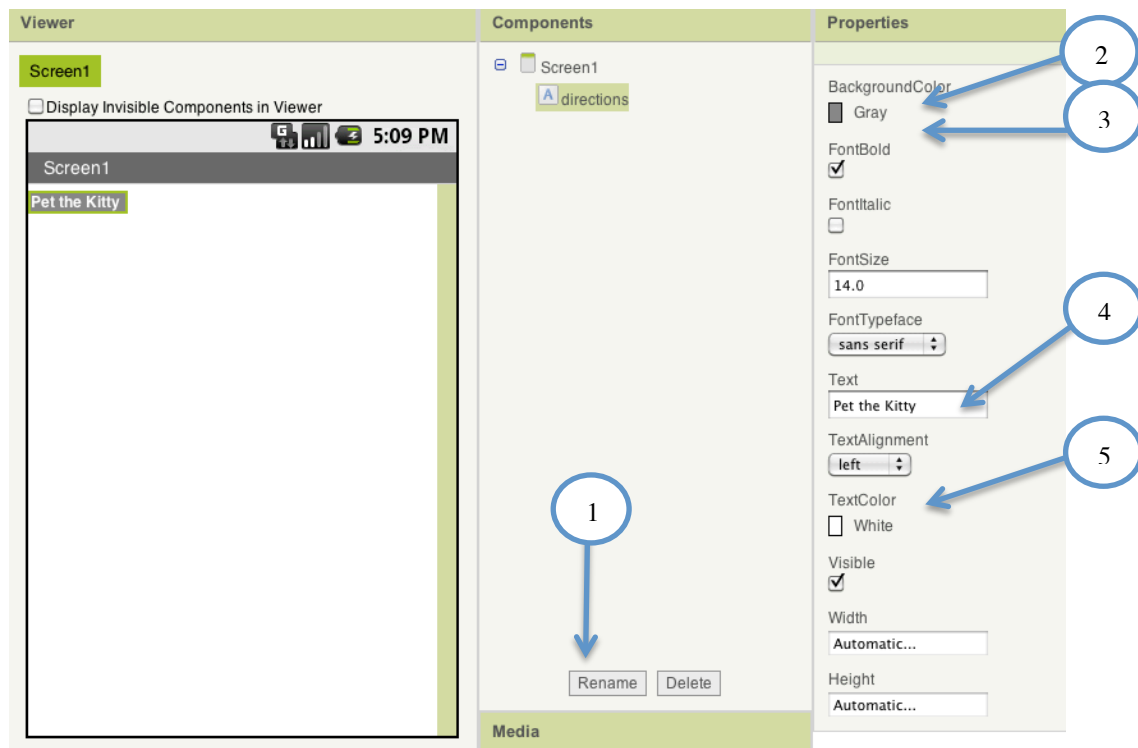 Viewer
Screen1
Display Invisible Components in Viewer
G 5:09 PM
Screen1
Pet the Kitty
Components
Screen1
A directions
1
Rename Delete
Media
Properties
2
BackgroundColor
Gray
3
FontBold
FontItalic
FontSize
14.0
FontTypeface
sans serif
4
Text
Pet the Kitty
TextAlignment
left
5
TextColor
White
Visible
Width
Automatic...
Height
Automatic...